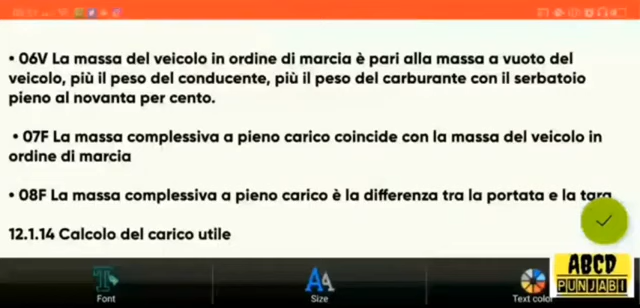 • 06V La massa del veicolo in ordine di marcia è pari alla massa a vuoto del
veicolo, più il peso del conducente, più il peso del carburante con il serbatoio
pieno al novanta per cento.
• 07F La massa complessiva a pieno carico coincide con la massa del veicolo in
ordine di marcia
• 08F La massa complessiva a pieno carico è la differenza tra la portata e la tara
12.1.14 Calcolo del carico utile
Font
Size
Text color
ABCD
PUNJABI